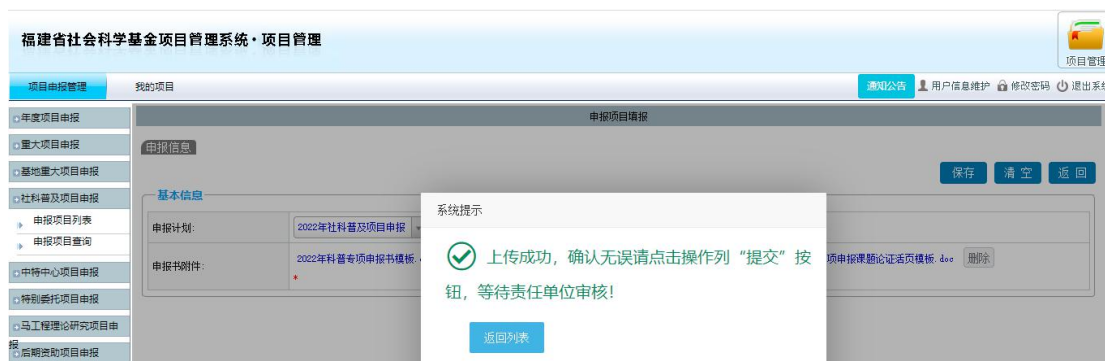 福建省社会科学基金项目管理系统·项目管理
项目管理
项目申报管理
我的项目
通知公告
用户信息维护
修改密码
退出系
年度项目申报
重大项目申报
基地重大项目申报
社科普及项目申报
申报项目列表
申报项目查询
中特中心项目申报
特别委托项目申报
马工程理论研究项目申
报
后期资助项目申报
申报项目填报
申报信息
保存
清 空
返 回
基本信息
申报计划:
2022年社科普及项目申报
申报书附件:
2022年科普专项申报书模板.
*
项申报课题论证活页模板.doc
删除
系统提示
上传成功，确认无误请点击操作列“提交”按
钮，等待责任单位审核！
返回列表